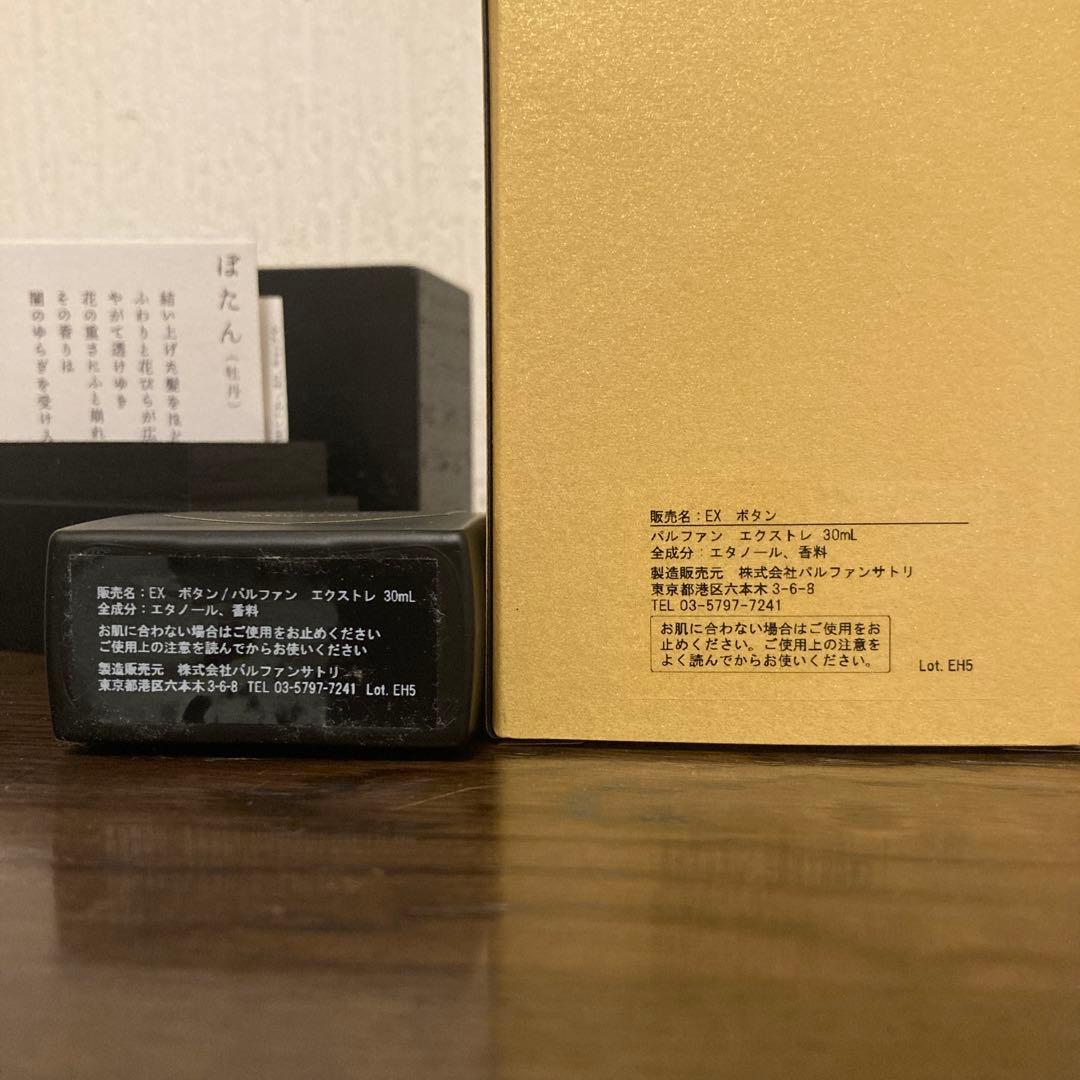 ぼたん(牡丹)
結い上げた髪をほど
ふわりと花びらが広
やがて透けゆき
花の重さにふと崩れ
その香りは
闇のゆらぎを受け入
販売名：EX ボタン/パルファン エクストレ 30mL
全成分：エタノール、香料
お肌に合わない場合はご使用をお止めください
ご使用上の注意を読んでからお使いください
製造販売元 株式会社パルファンサトリ
東京都港区六本木3-6-8 TEL 03-5797-7241 Lot. EH5
販売名：EX ボタン
パルファン エクストレ 30mL
全成分：エタノール、香料
製造販売元 株式会社パルファンサトリ
東京都港区六本木3-6-8
TEL 03-5797-7241
お肌に合わない場合はご使用をお
止めください。ご使用上の注意を
よく読んでからお使いください。
Lot. EH5